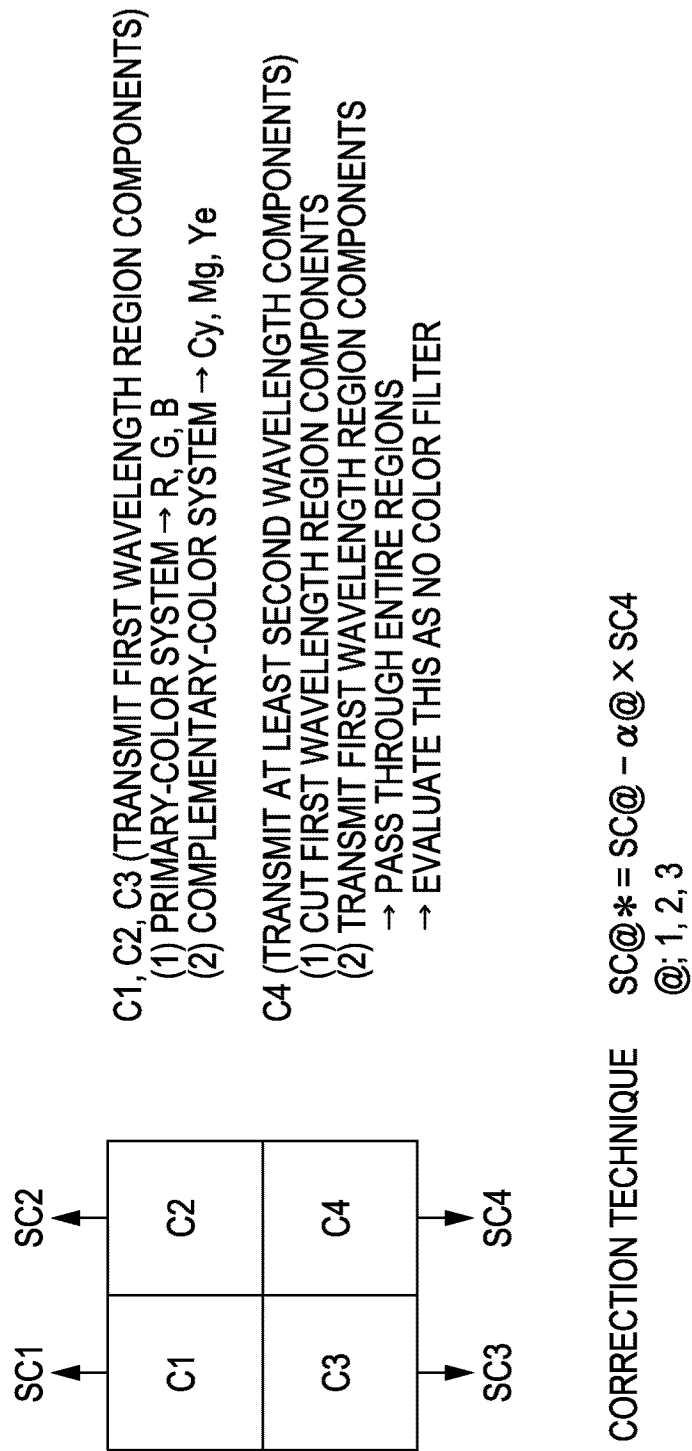 SC1 SC2
C1 C2
C3 C4
SC3 SC4
C1, C2, C3 (TRANSMIT FIRST WAVELENGTH REGION COMPONENTS)
(1) PRIMARY-COLOR SYSTEM → R, G, B
(2) COMPLEMENTARY-COLOR SYSTEM → Cy, Mg, Ye
C4 (TRANSMIT AT LEAST SECOND WAVELENGTH COMPONENTS)
(1) CUT FIRST WAVELENGTH REGION COMPONENTS
(2) TRANSMIT FIRST WAVELENGTH REGION COMPONENTS
→ PASS THROUGH ENTIRE REGIONS
→ EVALUATE THIS AS NO COLOR FILTER
CORRECTION TECHNIQUE SC@* = SC@ − α@ × SC4
@; 1, 2, 3